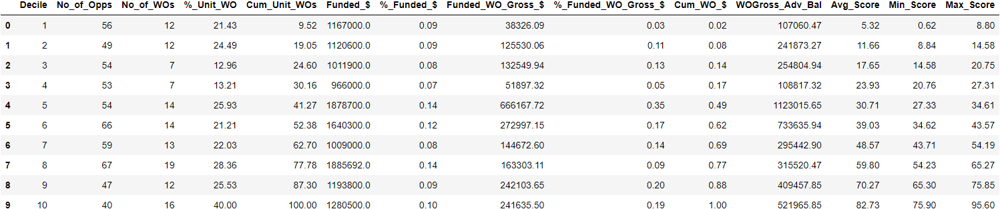 Decile No_of_Opps No_of_WOs %_Unit_WO Cum_Unit_WOs Funded_$ %_Funded_$ Funded_WO_Gross_$ %_Funded_WO_Gross_$ Cum_WO_$ WOGross_Adv_Bal Avg_Score Min_Score Max_Score
0 1 56 12 21.43 9.52 1167000.0 0.09 38326.09 0.03 0.02 107060.47 5.32 0.62 8.80
1 2 49 12 24.49 19.05 1120600.0 0.09 125530.06 0.11 0.08 241873.27 11.66 8.84 14.58
2 3 54 7 12.96 24.60 1011900.0 0.08 132549.94 0.13 0.14 254804.94 17.65 14.58 20.75
3 4 53 7 13.21 30.16 966000.0 0.07 51897.32 0.05 0.17 108817.32 23.93 20.76 27.31
4 5 54 14 25.93 41.27 1878700.0 0.14 666167.72 0.35 0.49 1123015.65 30.71 27.33 34.61
5 6 66 14 21.21 52.38 1640300.0 0.12 272997.15 0.17 0.62 733635.94 39.03 34.62 43.57
6 7 59 13 22.03 62.70 1009000.0 0.08 144672.60 0.14 0.69 295442.90 48.57 43.71 54.19
7 8 67 19 28.36 77.78 1885692.0 0.14 163303.11 0.09 0.77 315520.47 59.80 54.23 65.27
8 9 47 12 25.53 87.30 1193800.0 0.09 242103.65 0.20 0.88 409457.85 70.27 65.30 75.85
9 10 40 16 40.00 100.00 1280500.0 0.10 241635.50 0.19 1.00 521965.85 82.73 75.90 95.60